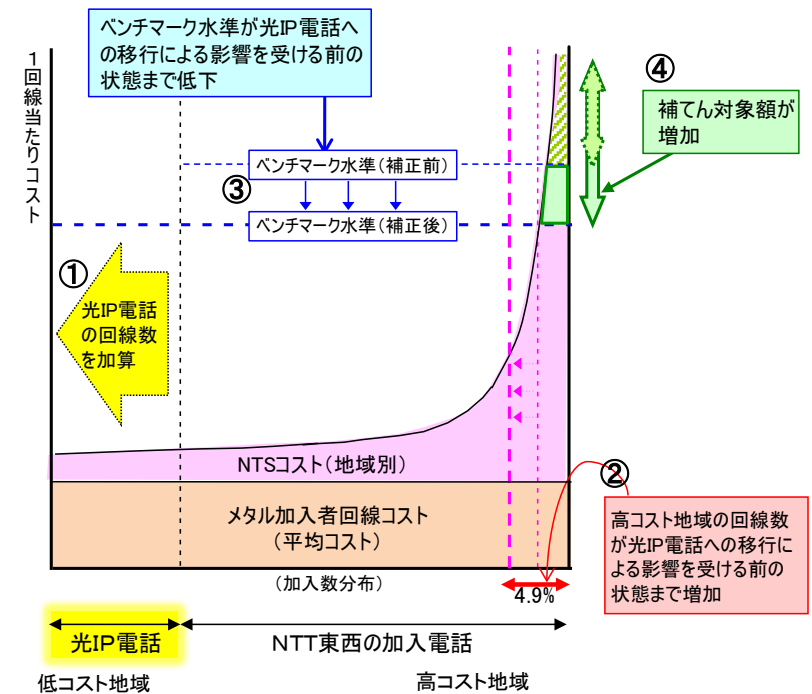 ベンチマーク水準が光IP電話へ
の移行による影響を受ける前の
状態まで低下
1回線当たりコスト
④
補てん対象額が
増加
ベンチマーク水準(補正前)
③
ベンチマーク水準(補正後)
①
光IP電話
の回線数
を加算
NTSコスト(地域別)
②
メタル加入者回線コスト
(平均コスト)
高コスト地域の回線数
が光IP電話への移行に
よる影響を受ける前の
状態まで増加
(加入数分布)
4.9%
光IP電話
NTT東西の加入電話
低コスト地域
高コスト地域